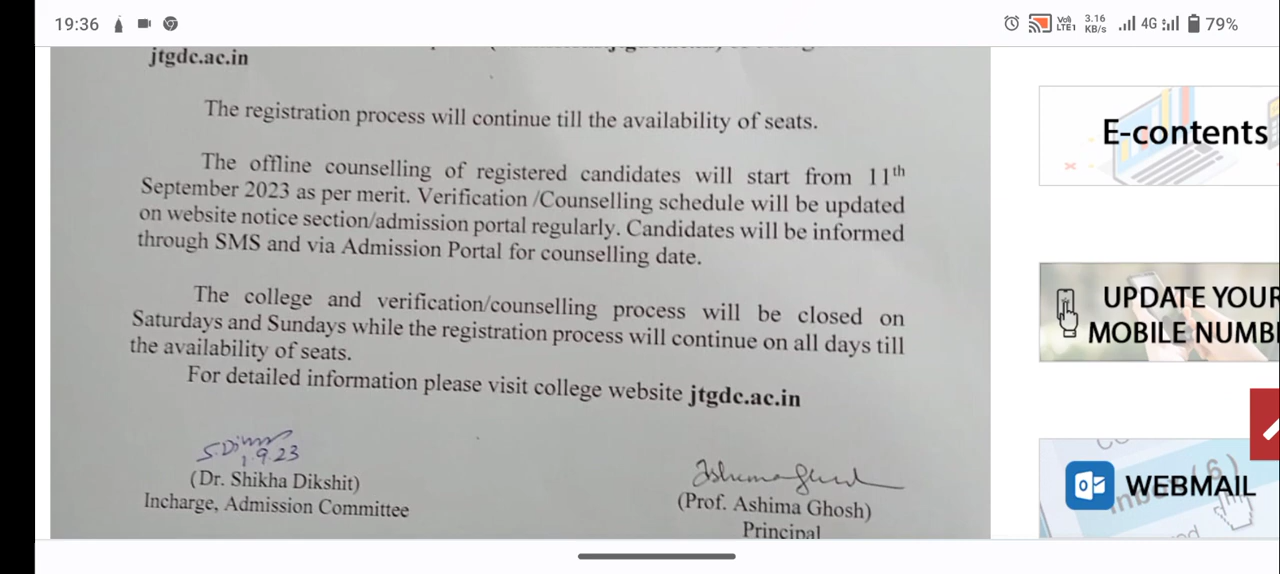 19:36
Vo))
LTE1
3.16
KB/s
4G
79%
jtgdc.ac.in
The registration process will continue till the availability of seats.
The offline counselling of registered candidates will start from 11th
September 2023 as per merit. Verification /Counselling schedule will be updated
on website notice section/admission portal regularly. Candidates will be informed
through SMS and via Admission Portal for counselling date.
The college and verification/counselling process will be closed on
Saturdays and Sundays while the registration process will continue on all days till
the availability of seats.
For detailed information please visit college website jtgdc.ac.in
1.9.23
(Dr. Shikha Dikshit)
Incharge, Admission Committee
(Prof. Ashima Ghosh)
Principal
E-contents
UPDATE YOUR
MOBILE NUMB
WEBMAIL